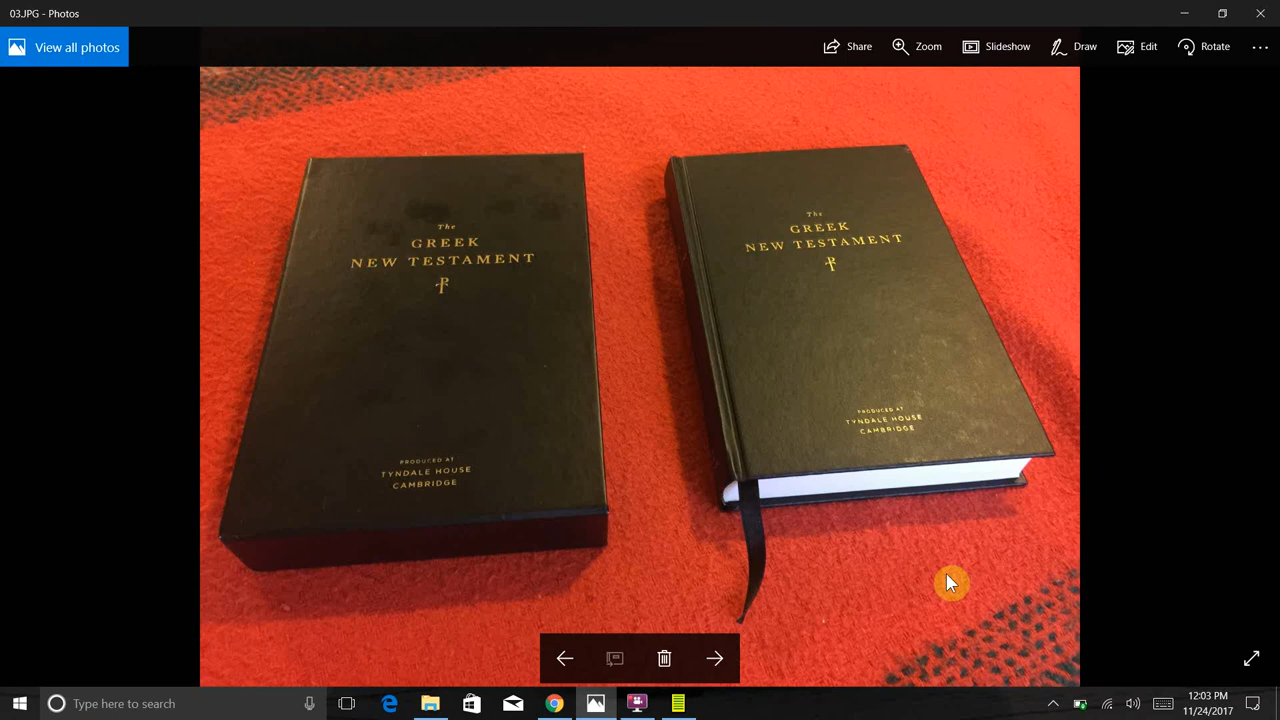 03.JPG - Photos
View all photos
Share
Zoom
Slideshow
Draw
Edit
Rotate
The
GREEK
NEW TESTAMENT
PRODUCED AT
TYNDALE HOUSE
CAMBRIDGE
The
GREEK
NEW TESTAMENT
PRODUCED AT
TYNDALE HOUSE
CAMBRIDGE
Type here to search
12:03 PM
11/24/2017